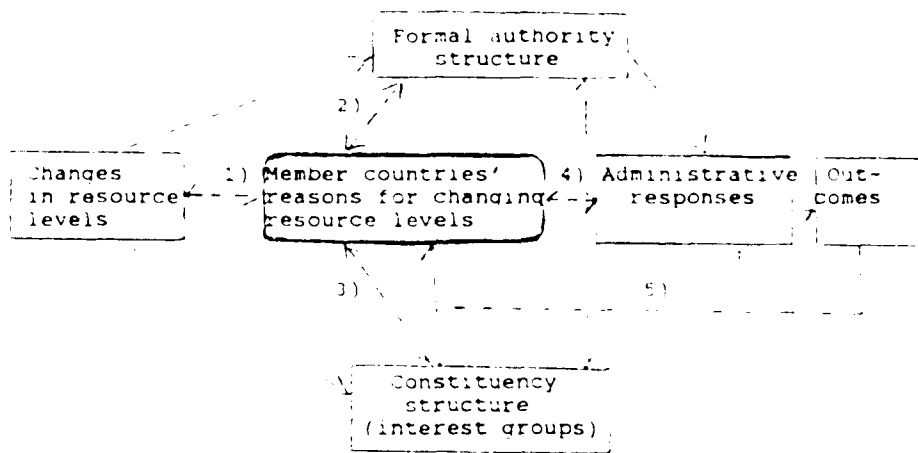 Formal authority
structure
2)
Changes
in resource
levels
1)
Member countries'
reasons for changing
resource levels
4)
Administrative
responses
Out-
comes
3)
5)
Constituency
structure
(interest groups)